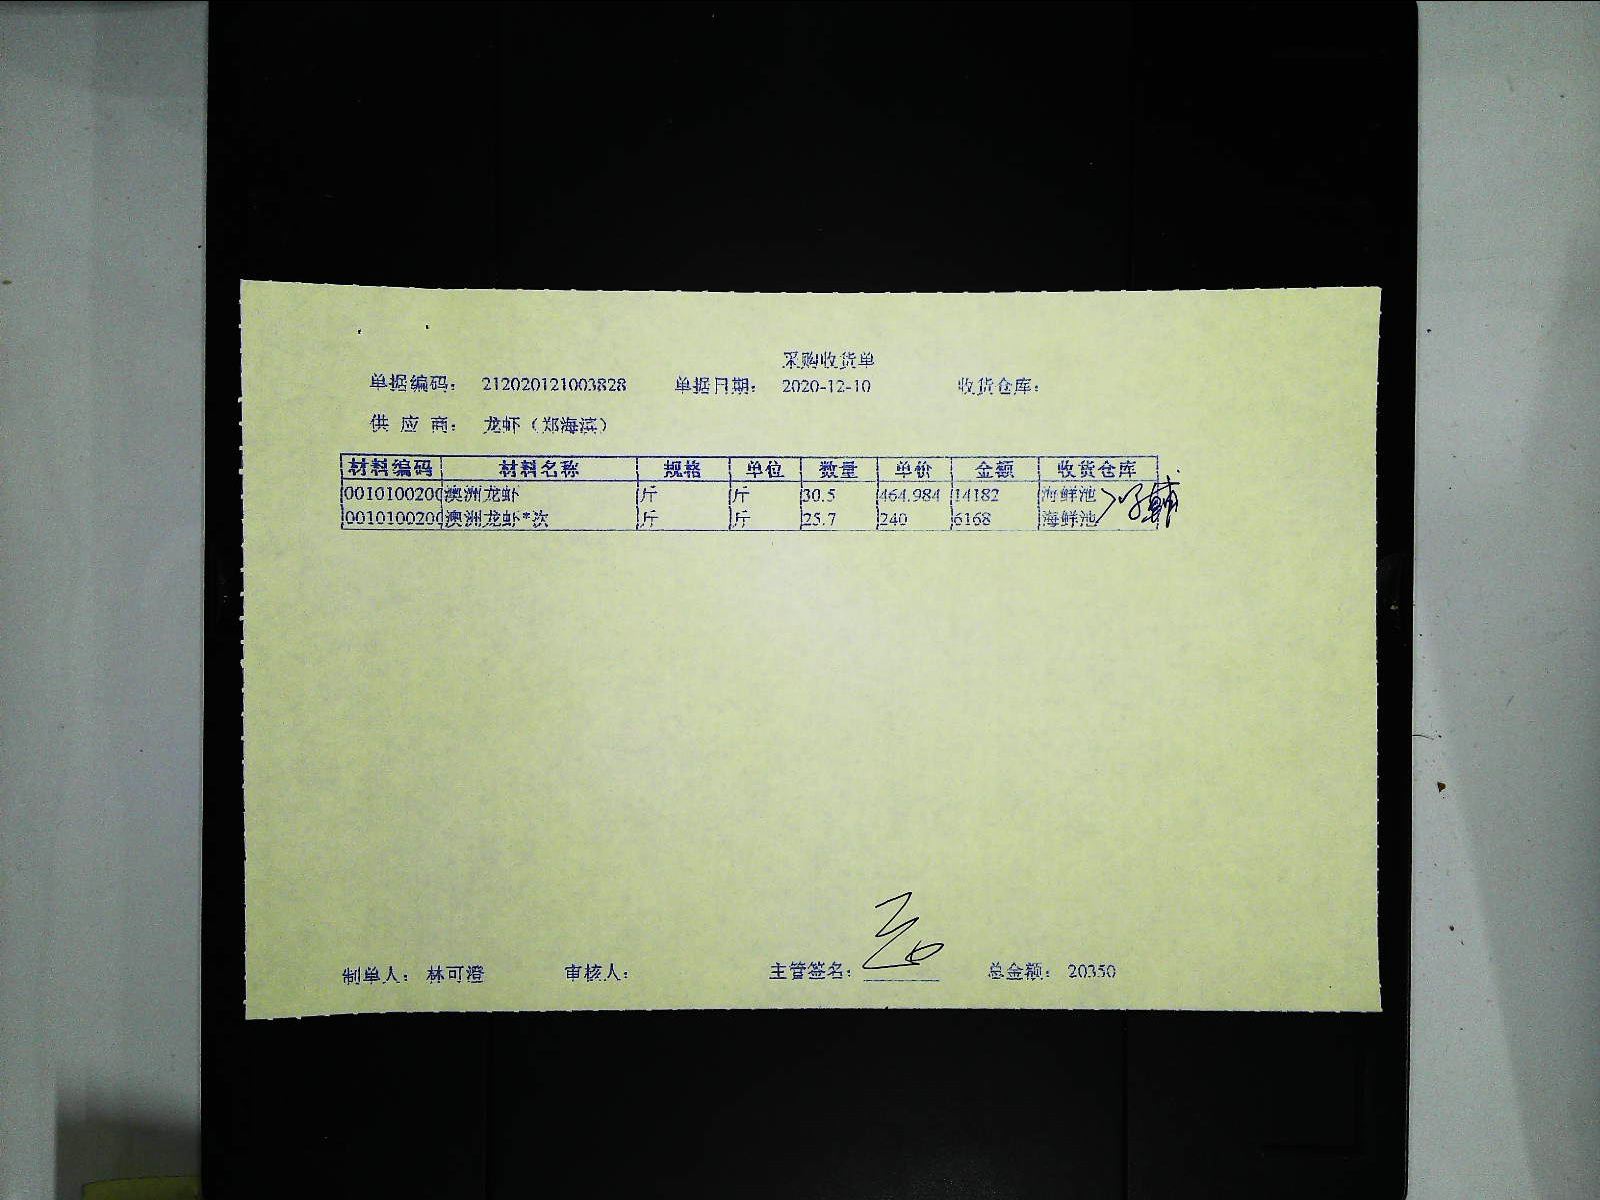 采购收货单
单据编码： 212020121003828 单据日期： 2020-12-10 收货仓库：
供 应 商： 龙虾（郑海滨）
材料编码 材料名称 规格 单位 数量 单价 金额 收货仓库
0010100200 澳洲龙虾 斤 斤 30.5 464.984 14182 海鲜池
0010100200 澳洲龙虾*次 斤 斤 25.7 240 6168 海鲜池
制单人： 林可澄 审核人： 主管签名： 总金额： 20350